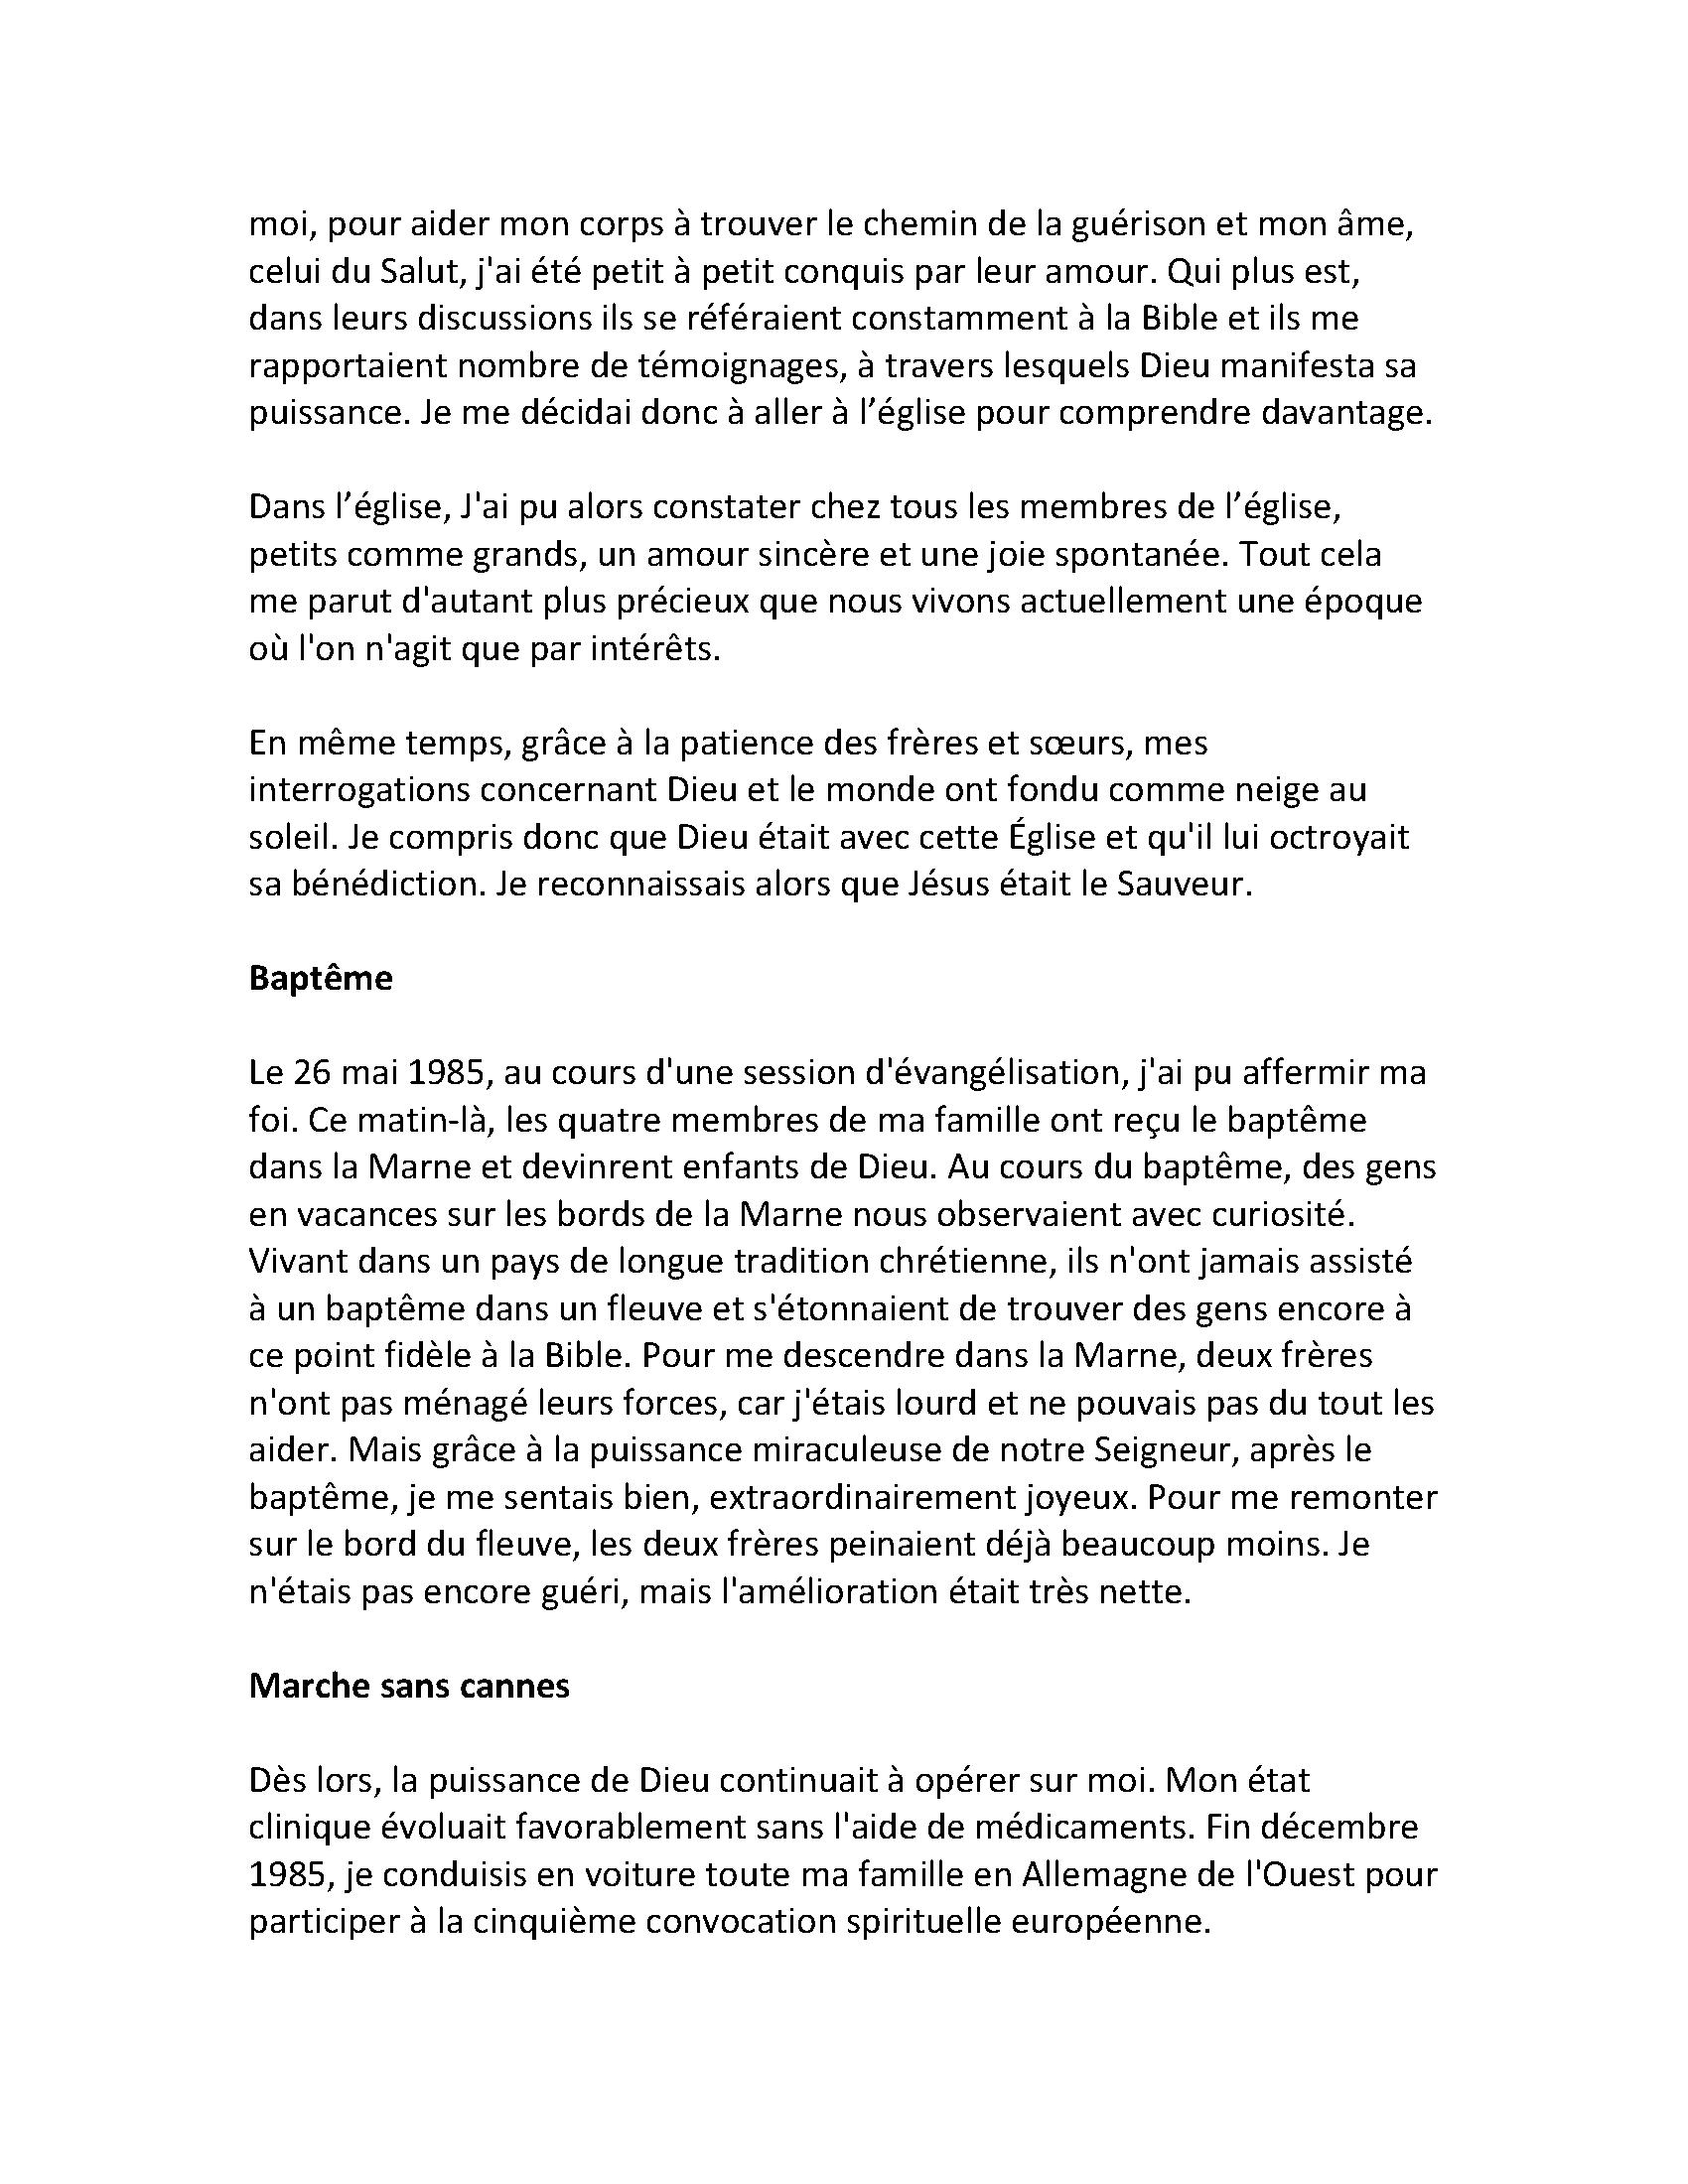 moi, pour aider mon corps à trouver le chemin de la guérison et mon âme,
celui du Salut, j'ai été petit à petit conquis par leur amour. Qui plus est,
dans leurs discussions ils se référaient constamment à la Bible et ils me
rapportaient nombre de témoignages, à travers lesquels Dieu manifesta sa
puissance. Je me décidai donc à aller à l’église pour comprendre davantage.
Dans l’église, J'ai pu alors constater chez tous les membres de l’église,
petits comme grands, un amour sincère et une joie spontanée. Tout cela
me parut d'autant plus précieux que nous vivons actuellement une époque
où l'on n'agit que par intérêts.
En même temps, grâce à la patience des frères et sœurs, mes
interrogations concernant Dieu et le monde ont fondu comme neige au
soleil. Je compris donc que Dieu était avec cette Église et qu'il lui octroyait
sa bénédiction. Je reconnaissais alors que Jésus était le Sauveur.
Baptême
Le 26 mai 1985, au cours d'une session d'évangélisation, j'ai pu affermir ma
foi. Ce matin-là, les quatre membres de ma famille ont reçu le baptême
dans la Marne et devinrent enfants de Dieu. Au cours du baptême, des gens
en vacances sur les bords de la Marne nous observaient avec curiosité.
Vivant dans un pays de longue tradition chrétienne, ils n'ont jamais assisté
à un baptême dans un fleuve et s'étonnaient de trouver des gens encore à
ce point fidèle à la Bible. Pour me descendre dans la Marne, deux frères
n'ont pas ménagé leurs forces, car j'étais lourd et ne pouvais pas du tout les
aider. Mais grâce à la puissance miraculeuse de notre Seigneur, après le
baptême, je me sentais bien, extraordinairement joyeux. Pour me remonter
sur le bord du fleuve, les deux frères peinaient déjà beaucoup moins. Je
n'étais pas encore guéri, mais l'amélioration était très nette.
Marche sans cannes
Dès lors, la puissance de Dieu continuait à opérer sur moi. Mon état
clinique évoluait favorablement sans l'aide de médicaments. Fin décembre
1985, je conduisis en voiture toute ma famille en Allemagne de l'Ouest pour
participer à la cinquième convocation spirituelle européenne.